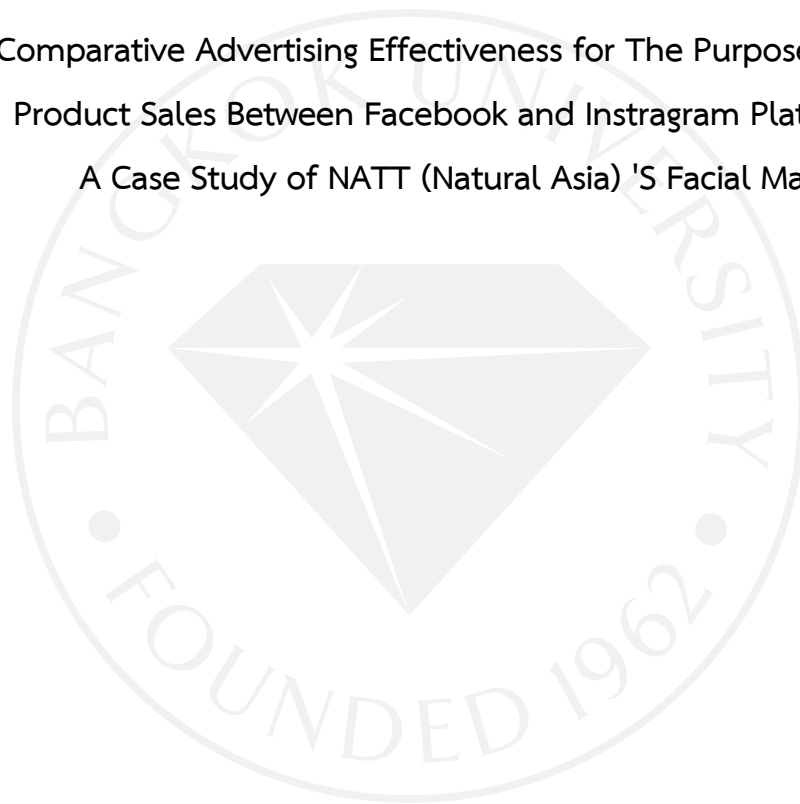 Comparative Advertising Effectiveness for The Purpose
Product Sales Between Facebook and Instragram
A Case Study of NATT (Natural Asia) 'S Facial
BANGKOK UNIVERSITY
FOUNDED 1962